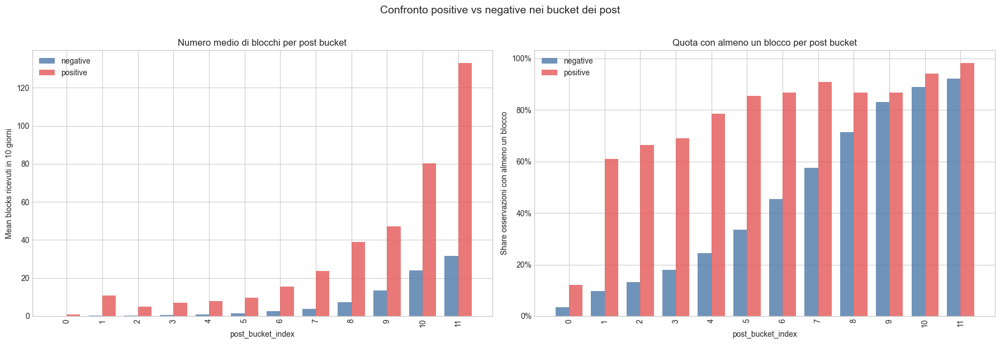 Confronto positive vs negative nei bucket dei post
Numero medio di blocchi per post bucket
negative
positive
Mean blocks ricevuti in 10 giorni
120
100
80
60
40
20
0
0 1 2 3 4 5 6 7 8 9 10 11
post_bucket_index
Quota con almeno un blocco per post bucket
negative
positive
Share osservazioni con almeno un blocco
100%
80%
60%
40%
20%
0%
0 1 2 3 4 5 6 7 8 9 10 11
post_bucket_index